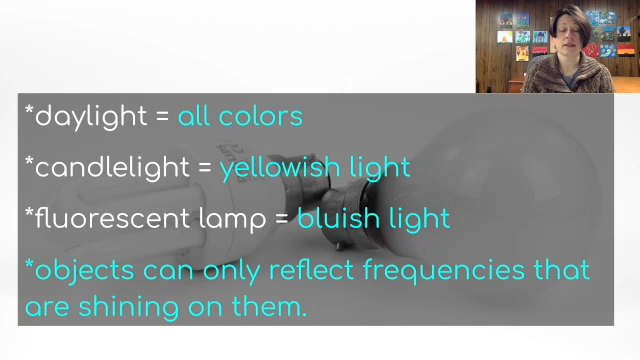 *daylight = all colors
*candlelight = yellowish light
*fluorescent lamp = bluish light
*objects can only reflect frequencies that
are shining on them.